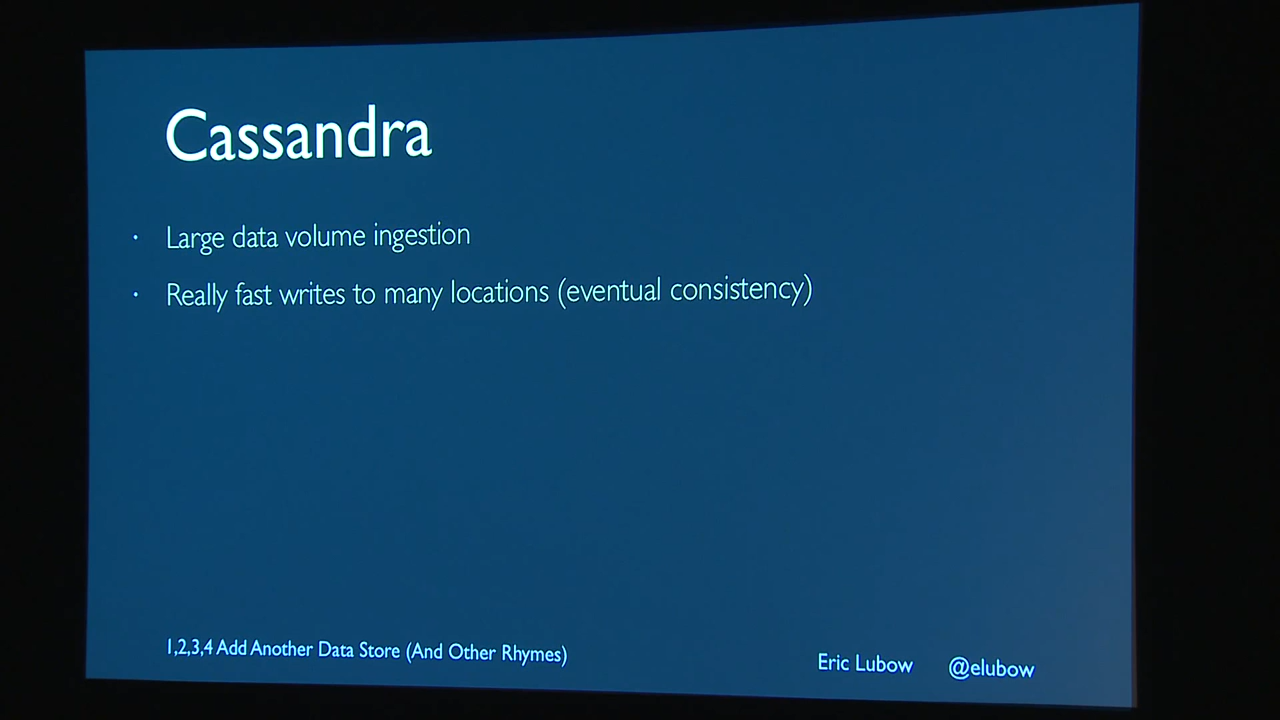 Cassandra
· Large data volume ingestion
· Really fast writes to many locations (eventual consistency)
1,2,3,4 Add Another Data Store (And Other Rhymes)
Eric Lubow @elubow